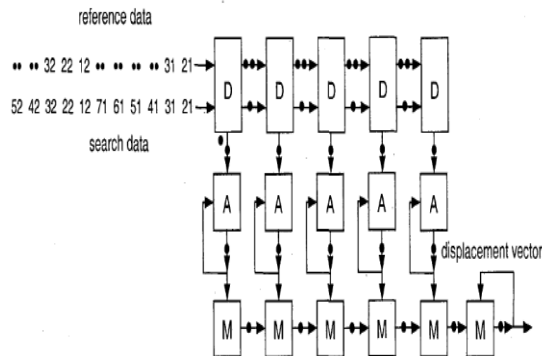 reference data
•• •• 32 22 12 •• •• •• •• 31 21
D D D D D
52 42 32 22 12 71 61 51 41 31 21
search data
A A A A A
displacement vector
M M M M M M